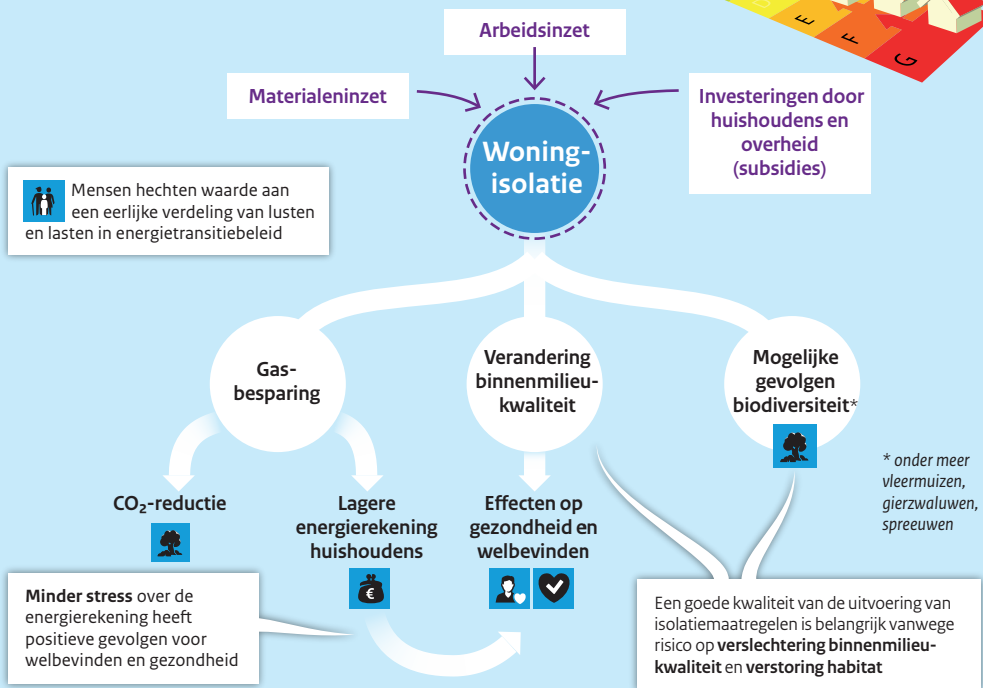 D
E
F
G
Arbeidsinzet
Materialeninzet
Investeringen door
huishoudens en
overheid
(subsidies)
Woning-
isolatie
Mensen hechten waarde aan
een eerlijke verdeling van lusten
en lasten in energietransitiebeleid
Gas-
besparing
Verandering
binnenmilieu-
kwaliteit
Mogelijke
gevolgen
biodiversiteit*
* onder meer
vleermuizen,
gierzwaluwen,
spreeuwen
CO₂-reductie
Lagere
energierekening
huishoudens
€
Effecten op
gezondheid en
welbevinden
Minder stress over de
energierekening heeft
positieve gevolgen voor
welbevinden en gezondheid
Een goede kwaliteit van de uitvoering van
isolatiemaatregelen is belangrijk vanwege
risico op verslechtering binnenmilieu-
kwaliteit en verstoring habitat